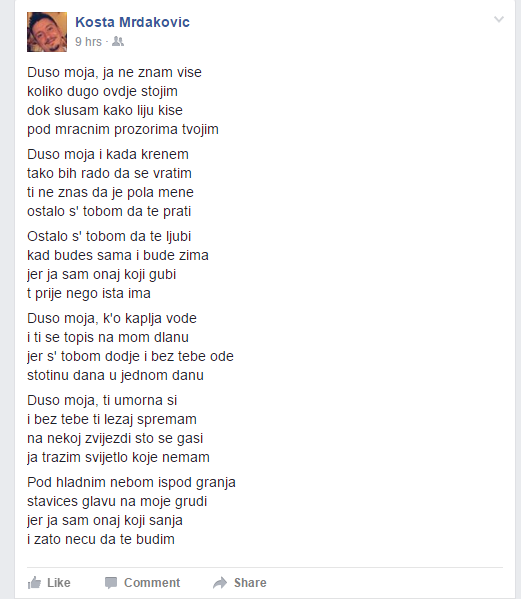 Kosta Mrdakovic
9 hrs ·
Duso moja, ja ne znam vise
koliko dugo ovdje stojim
dok slusam kako liju kise
pod mracnim prozorima tvojim
Duso moja i kada krenem
tako bih rado da se vratim
ti ne znas da je pola mene
ostalo s' tobom da te prati
Ostalo s' tobom da te ljubi
kad budes sama i bude zima
jer ja sam onaj koji gubi
t prije nego ista ima
Duso moja, k'o kaplja vode
i ti se topis na mom dlanu
jer s' tobom dodje i bez tebe ode
stotinu dana u jednom danu
Duso moja, ti umorna si
i bez tebe ti lezaj spremam
na nekoj zvijezdi sto se gasi
ja trazim svijetlo koje nemam
Pod hladnim nebom ispod granja
stavices glavu na moje grudi
jer ja sam onaj koji sanja
i zato necu da te budim
Like Comment Share